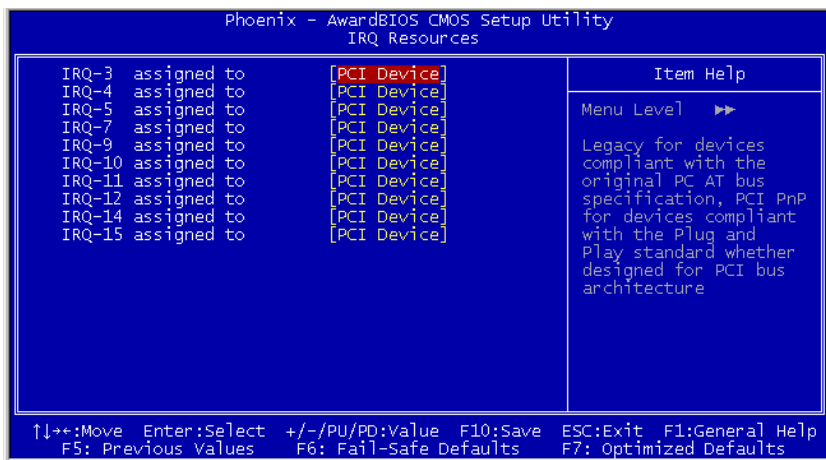 Phoenix - AwardBIOS CMOS Setup Utility
IRQ Resources
IRQ-3 assigned to [PCI Device]
IRQ-4 assigned to [PCI Device]
IRQ-5 assigned to [PCI Device]
IRQ-7 assigned to [PCI Device]
IRQ-9 assigned to [PCI Device]
IRQ-10 assigned to [PCI Device]
IRQ-11 assigned to [PCI Device]
IRQ-12 assigned to [PCI Device]
IRQ-14 assigned to [PCI Device]
IRQ-15 assigned to [PCI Device]
Item Help
Menu Level ►►
Legacy for devices
compliant with the
original PC AT bus
specification, PCI PnP
for devices compliant
with the Plug and
Play standard whether
designed for PCI bus
architecture
↑↓→←:Move Enter:Select +/-/PU/PD:Value F10:Save ESC:Exit F1:General Help
F5: Previous Values F6: Fail-Safe Defaults F7: Optimized Defaults